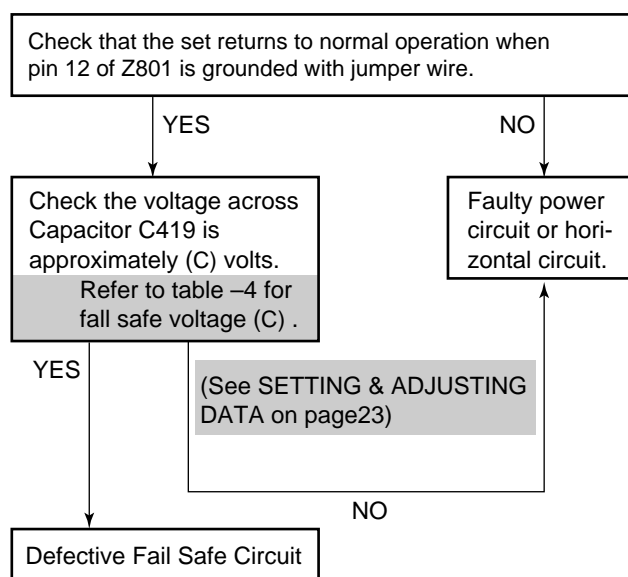 Check that the set returns to normal operation when
pin 12 of Z801 is grounded with jumper wire.
YES
NO
Check the voltage across
Capacitor C419 is
approximately (C) volts.
Refer to table –4 for
fall safe voltage (C) .
Faulty power
circuit or hori-
zontal circuit.
YES
(See SETTING & ADJUSTING
DATA on page23)
NO
Defective Fail Safe Circuit